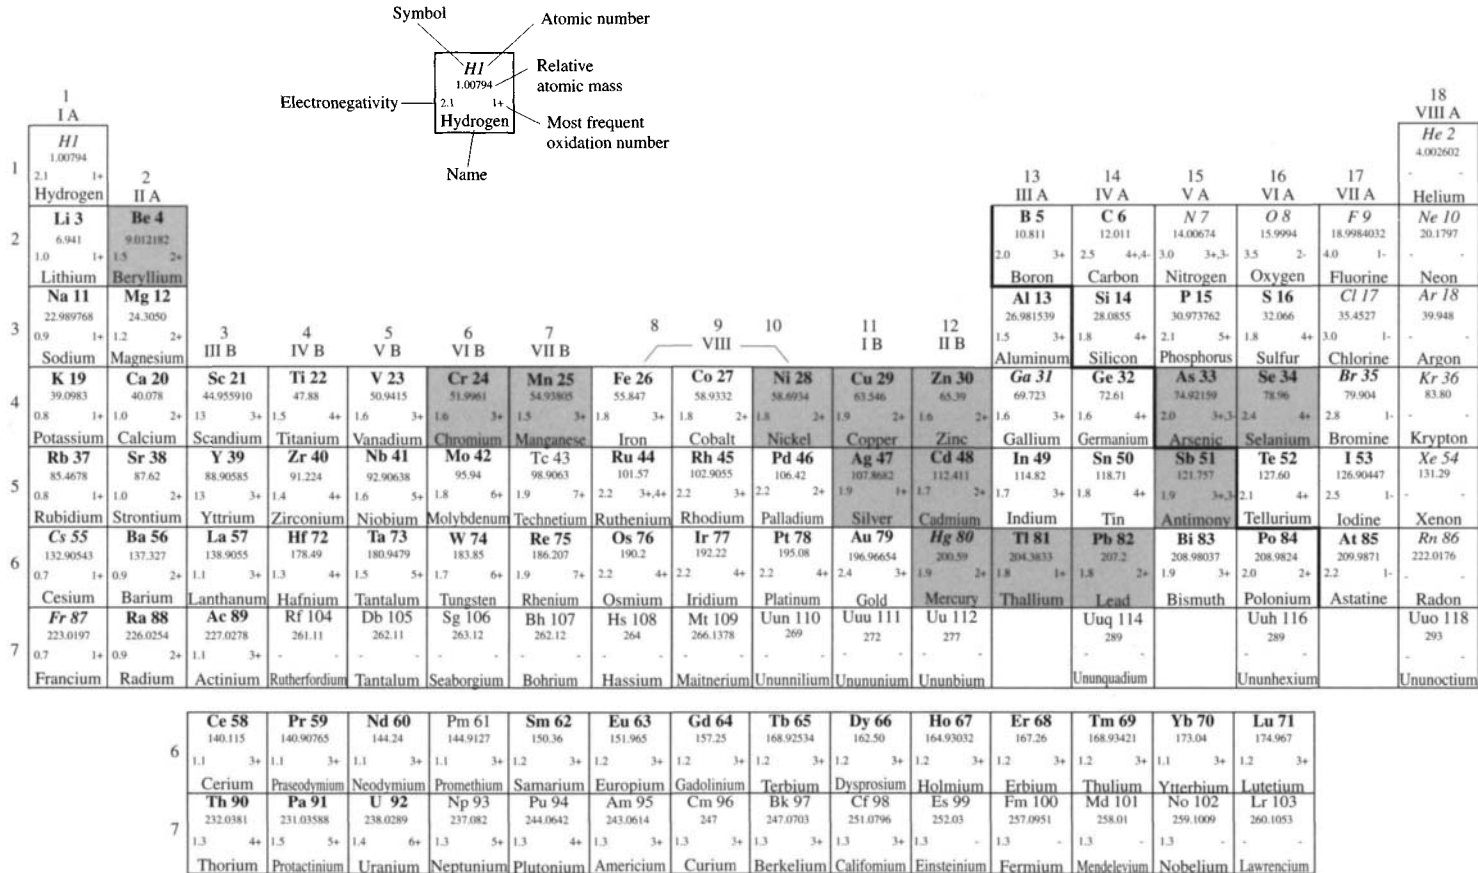 Symbol
Atomic number
H1
1.00794
Relative
atomic mass
Electronegativity
2.1 1+
Hydrogen
Most frequent
oxidation number
Name
1 18
I A VIII A
H1 He 2
1.00794 4.002602
1 2.1 1+ - -
Hydrogen Helium
2 13 14 15 16 17
II A III A IV A V A VI A VII A
Li 3 Be 4 B 5 C 6 N 7 O 8 F 9 Ne 10
6.941 9.012182 10.811 12.011 14.00674 15.9994 18.9984032 20.1797
2 1.0 1+ 1.5 2+ 2.0 3+ 2.5 4+,4- 3.0 3+,3- 3.5 2- 4.0 1- - -
Lithium Beryllium Boron Carbon Nitrogen Oxygen Fluorine Neon
Na 11 Mg 12 Al 13 Si 14 P 15 S 16 Cl 17 Ar 18
22.989768 24.3050 26.981539 28.0855 30.973762 32.066 35.4527 39.948
3 0.9 1+ 1.2 2+ 1.5 3+ 1.8 4+ 2.1 5+ 1.8 4+ 3.0 1- - -
Sodium Magnesium Aluminum Silicon Phosphorus Sulfur Chlorine Argon
3 4 5 6 7 8 9 10 11 12
III B IV B V B VI B VII B VIII I B II B
K 19 Ca 20 Sc 21 Ti 22 V 23 Cr 24 Mn 25 Fe 26 Co 27 Ni 28 Cu 29 Zn 30 Ga 31 Ge 32 As 33 Se 34 Br 35 Kr 36
39.0983 40.078 44.955910 47.88 50.9415 51.9961 54.93805 55.847 58.9332 58.6934 63.546 65.39 69.723 72.61 74.92159 78.96 79.904 83.80
4 0.8 1+ 1.0 2+ 13 3+ 1.5 4+ 1.6 3+ 1.6 3+ 1.5 3+ 1.8 3+ 1.8 2+ 1.8 2+ 1.9 2+ 1.6 2+ 1.6 3+ 1.6 4+ 2.0 3+,3- 2.4 4+ 2.8 1- - -
Potassium Calcium Scandium Titanium Vanadium Chromium Manganese Iron Cobalt Nickel Copper Zinc Gallium Germanium Arsenic Selanium Bromine Krypton
Rb 37 Sr 38 Y 39 Zr 40 Nb 41 Mo 42 Tc 43 Ru 44 Rh 45 Pd 46 Ag 47 Cd 48 In 49 Sn 50 Sb 51 Te 52 I 53 Xe 54
85.4678 87.62 88.90585 91.224 92.90638 95.94 98.9063 101.57 102.9055 106.42 107.8682 112.411 114.82 118.71 121.757 127.60 126.90447 131.29
5 0.8 1+ 1.0 2+ 13 3+ 1.4 4+ 1.6 5+ 1.8 6+ 1.9 7+ 2.2 3+,4+ 2.2 3+ 2.2 2+ 1.9 1+ 1.7 2+ 1.7 3+ 1.8 4+ 1.9 3+,3- 2.1 4+ 2.5 1- - -
Rubidium Strontium Yttrium Zirconium Niobium Molybdenum Technetium Ruthenium Rhodium Palladium Silver Cadmium Indium Tin Antimony Tellurium Iodine Xenon
Cs 55 Ba 56 La 57 Hf 72 Ta 73 W 74 Re 75 Os 76 Ir 77 Pt 78 Au 79 Hg 80 Tl 81 Pb 82 Bi 83 Po 84 At 85 Rn 86
132.90543 137.327 138.9055 178.49 180.9479 183.85 186.207 190.2 192.22 195.08 196.96654 200.59 204.3833 207.2 208.98037 208.9824 209.9871 222.0176
6 0.7 1+ 0.9 2+ 1.1 3+ 1.3 4+ 1.5 5+ 1.7 6+ 1.9 7+ 2.2 4+ 2.2 4+ 2.2 4+ 2.4 3+ 1.9 2+ 1.8 1+ 1.8 2+ 1.9 3+ 2.0 2+ 2.2 1- - -
Cesium Barium Lanthanum Hafnium Tantalum Tungsten Rhenium Osmium Iridium Platinum Gold Mercury Thallium Lead Bismuth Polonium Astatine Radon
Fr 87 Ra 88 Ac 89 Rf 104 Db 105 Sg 106 Bh 107 Hs 108 Mt 109 Uun 110 Uuu 111 Uu 112 Uuq 114 Uuh 116 Uuo 118
223.0197 226.0254 227.0278 261.11 262.11 263.12 262.12 264 266.1378 269 272 277 289 289 293
7 0.7 1+ 0.9 2+ 1.1 3+ - - - - - - - - - - - - - - - - - - - - - - - -
Francium Radium Actinium Rutherfordium Tantalum Seaborgium Bohrium Hassium Maitnerium Ununnilium Unununium Ununbium Ununquadium Ununhexium Ununoctium
Ce 58 Pr 59 Nd 60 Pm 61 Sm 62 Eu 63 Gd 64 Tb 65 Dy 66 Ho 67 Er 68 Tm 69 Yb 70 Lu 71
140.115 140.90765 144.24 144.9127 150.36 151.965 157.25 168.92534 162.50 164.93032 167.26 168.93421 173.04 174.967
6 1.1 3+ 1.1 3+ 1.1 3+ 1.1 3+ 1.2 3+ 1.2 3+ 1.2 3+ 1.2 3+ 1.2 3+ 1.2 3+ 1.2 3+ 1.2 3+ 1.1 3+ 1.2 3+
Cerium Praseodymium Neodymium Promethium Samarium Europium Gadolinium Terbium Dysprosium Holmium Erbium Thulium Ytterbium Lutetium
Th 90 Pa 91 U 92 Np 93 Pu 94 Am 95 Cm 96 Bk 97 Cf 98 Es 99 Fm 100 Md 101 No 102 Lr 103
232.0381 231.03588 238.0289 237.082 244.0642 243.0614 247 247.0703 251.0796 252.03 257.0951 258.01 259.1009 260.1053
7 1.3 4+ 1.5 5+ 1.4 6+ 1.3 5+ 1.3 4+ 1.3 3+ 1.3 3+ 1.3 3+ 1.3 3+ 1.3 - 1.3 - 1.3 - 1.3 - - -
Thorium Protactinium Uranium Neptunium Plutonium Americium Curium Berkelium Califomium Einsteinium Fermium Mendelevium Nobelium Lawrencium